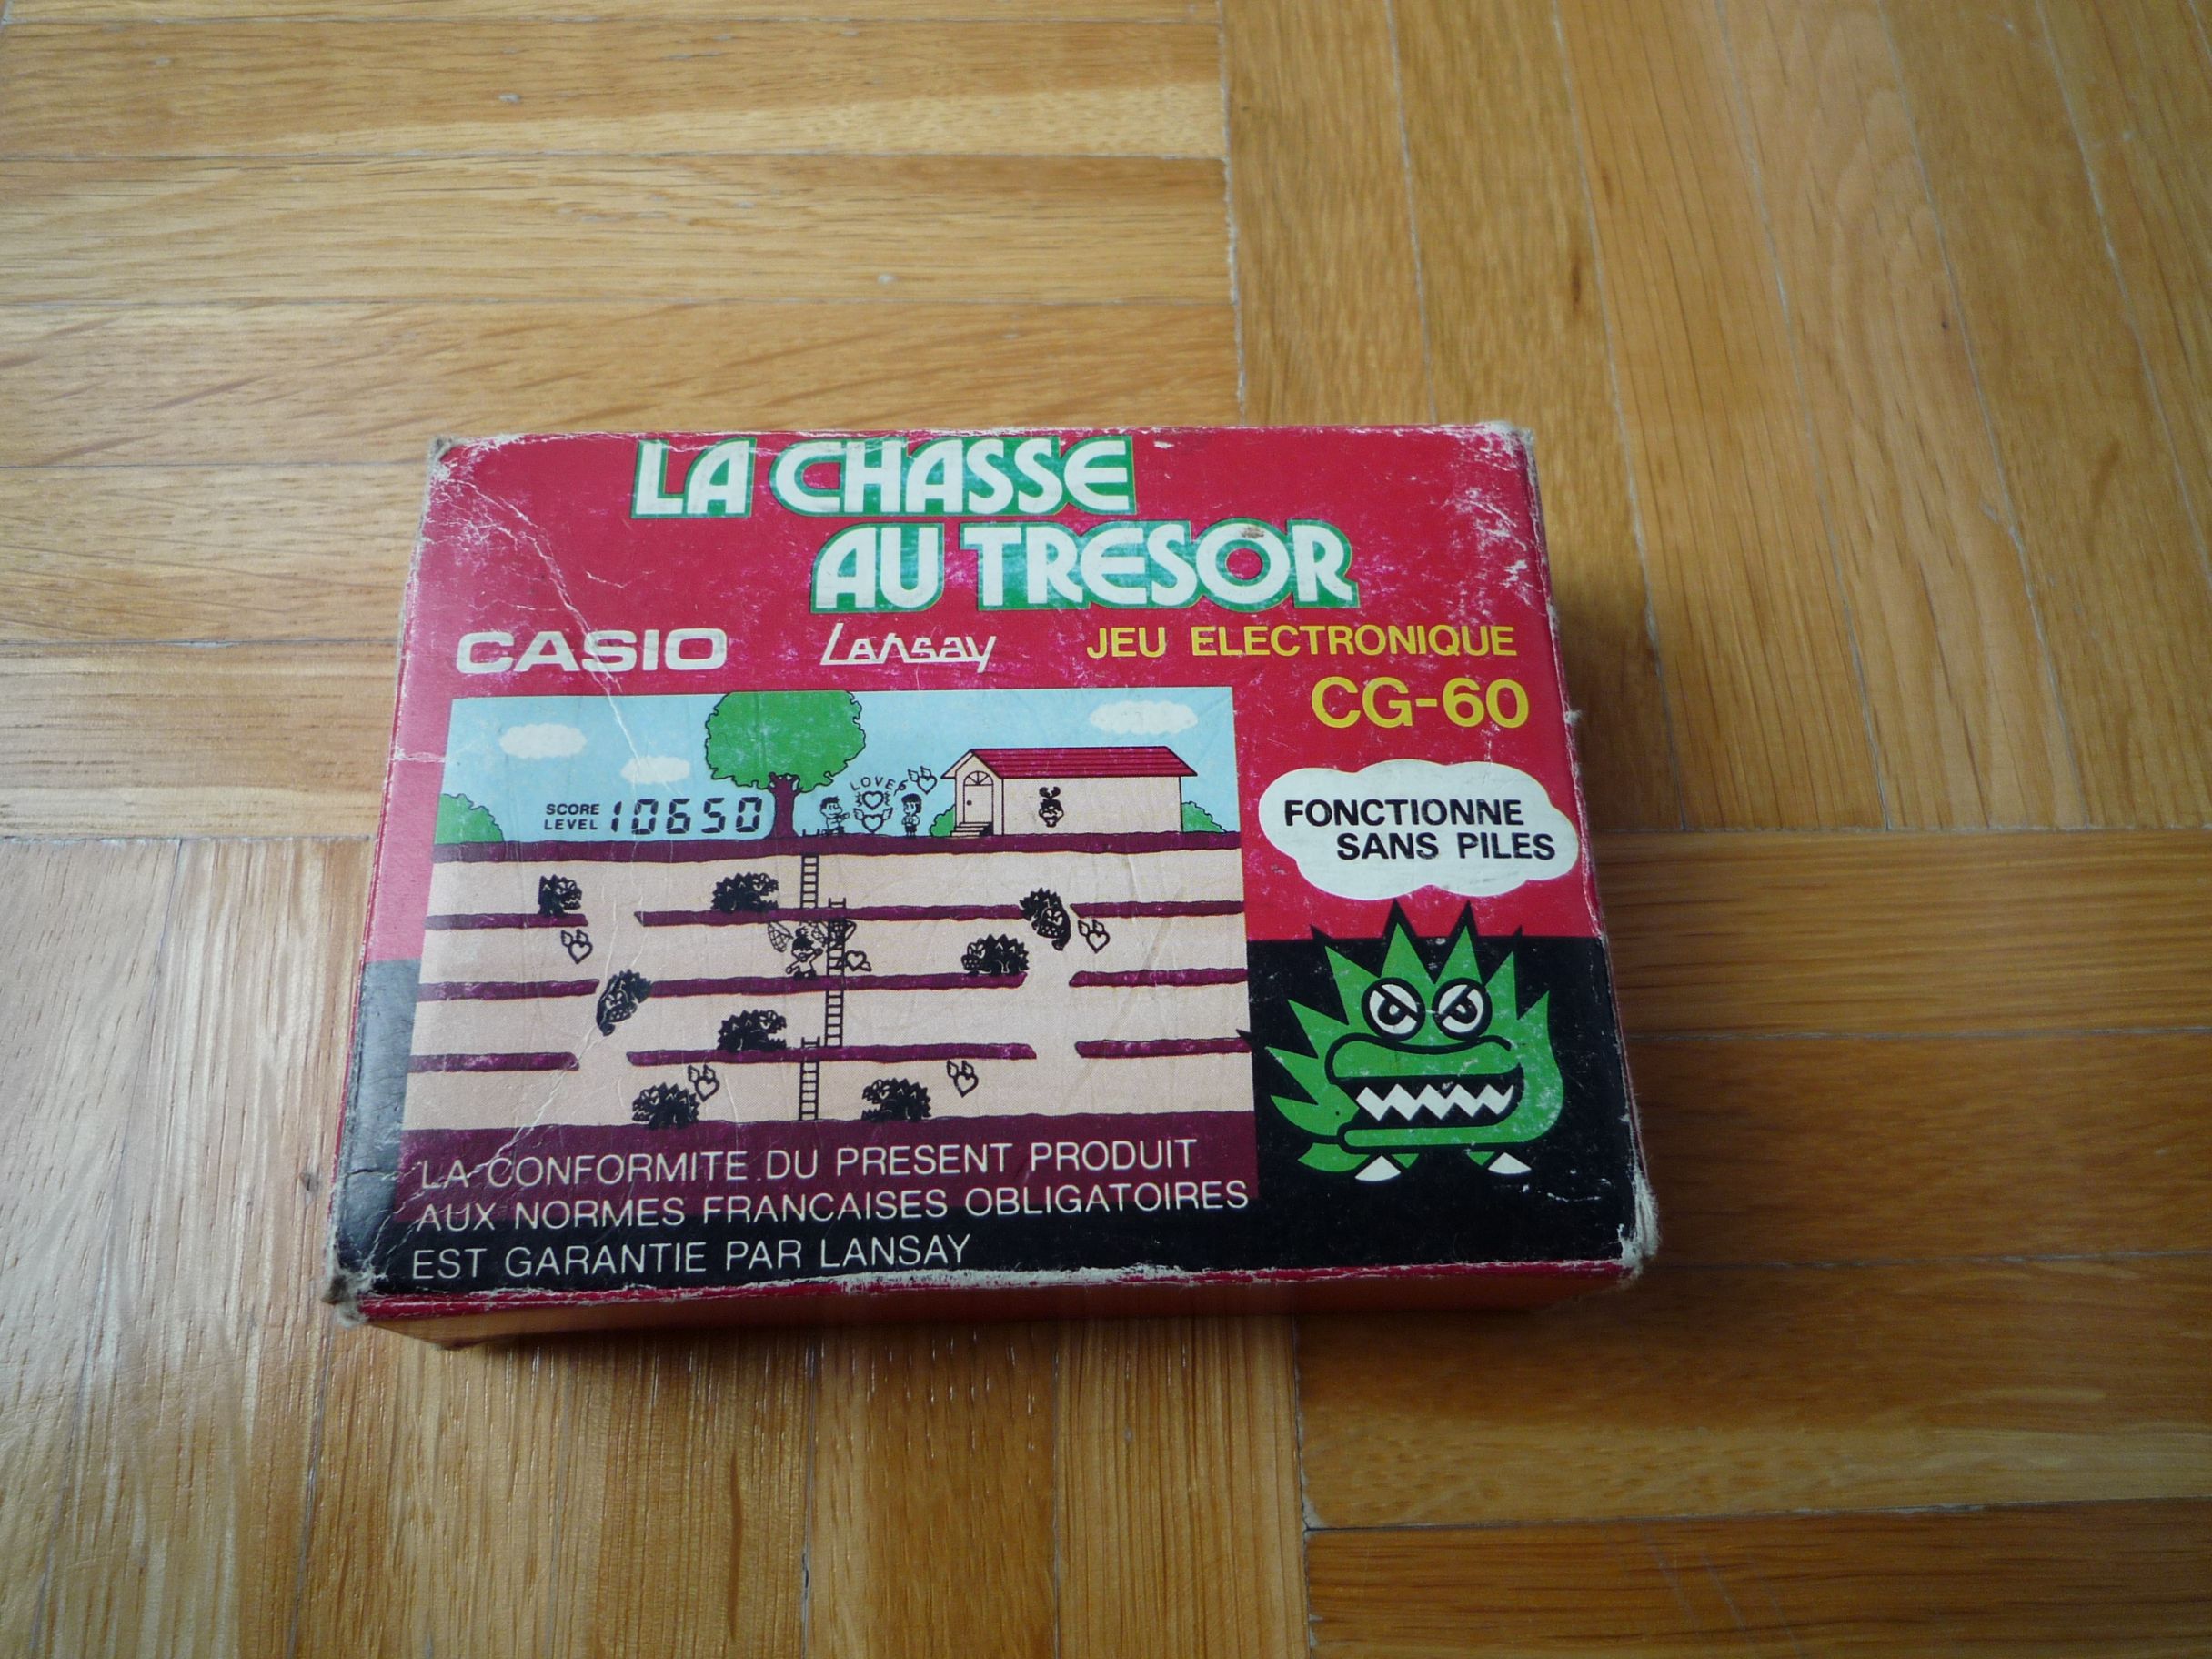 LA CHASSE
AU TRESOR
CASIO
Lansay
JEU ELECTRONIQUE
CG-60
LOVE
SCORE
LEVEL
10650
FONCTIONNE
SANS PILES
LA CONFORMITE DU PRESENT PRODUIT
AUX NORMES FRANCAISES OBLIGATOIRES
EST GARANTIE PAR LANSAY